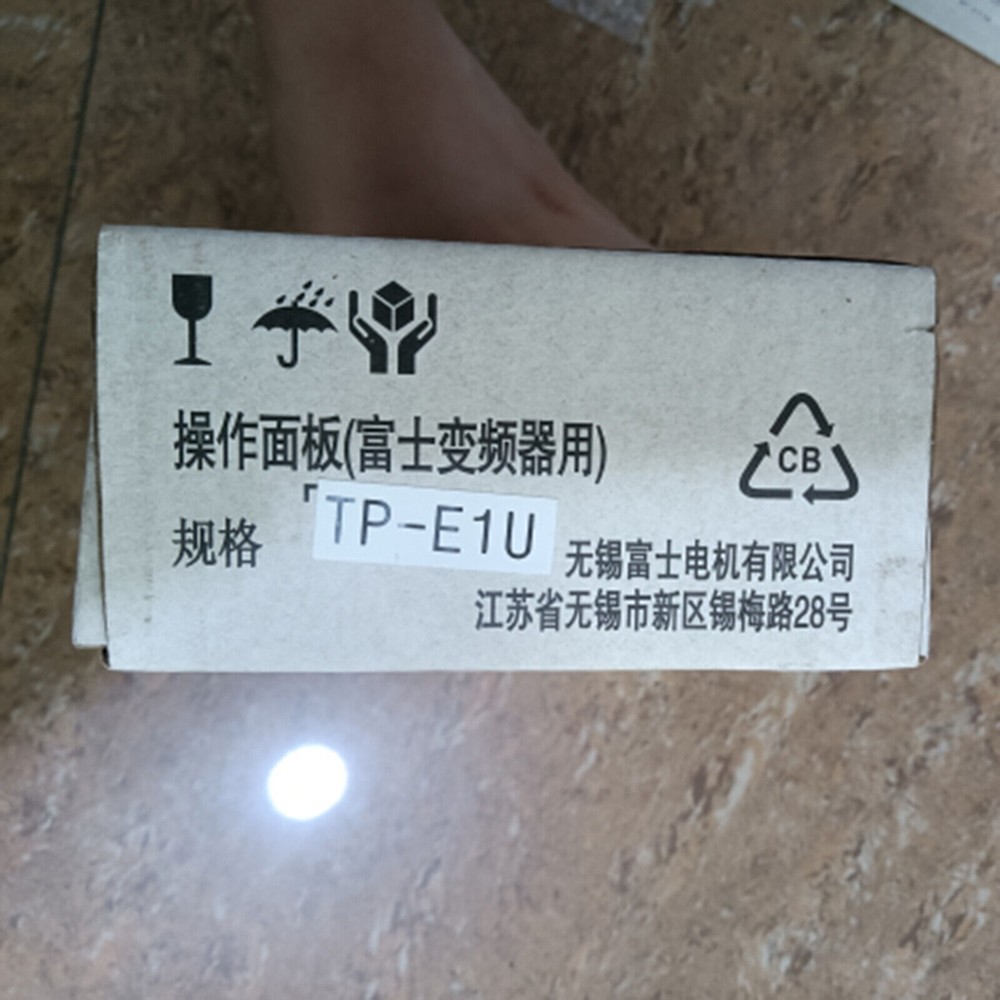 操作面板(富士变频器用)
CB
规格 TP-E1U
无锡富士电机有限公司
江苏省无锡市新区锡梅路28号